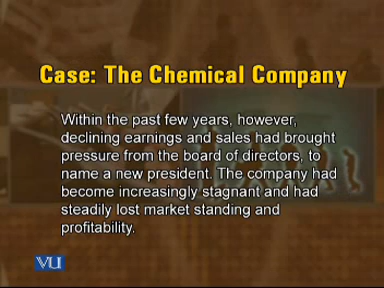 Case: The Chemical Company
Within the past few years, however,
declining earnings and sales had brought
pressure from the board of directors, to
name a new president. The company had
become increasingly stagnant and had
steadily lost market standing and
profitability.
VU